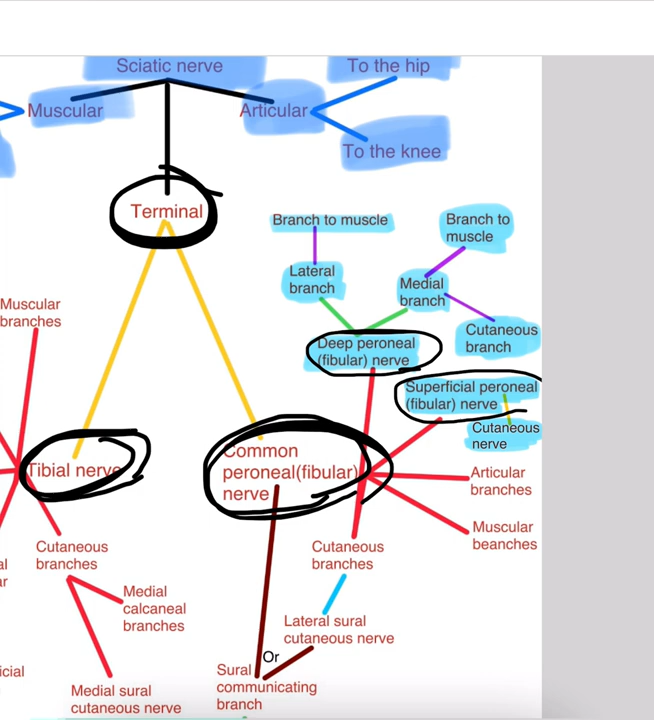 Sciatic nerve
To the hip
Muscular
Articular
To the knee
Terminal
Branch to muscle
Branch to
muscle
Lateral
branch
Medial
branch
Muscular
branches
Cutaneous
branch
Deep peroneal
(fibular) nerve
Superficial peroneal
(fibular) nerve
Cutaneous
nerve
Common
peroneal(fibular)
nerve
Tibial nerve
Articular
branches
Muscular
beanches
Cutaneous
branches
Cutaneous
branches
Medial
calcaneal
branches
Lateral sural
cutaneous nerve
Or
Sural
communicating
branch
Medial sural
cutaneous nerve